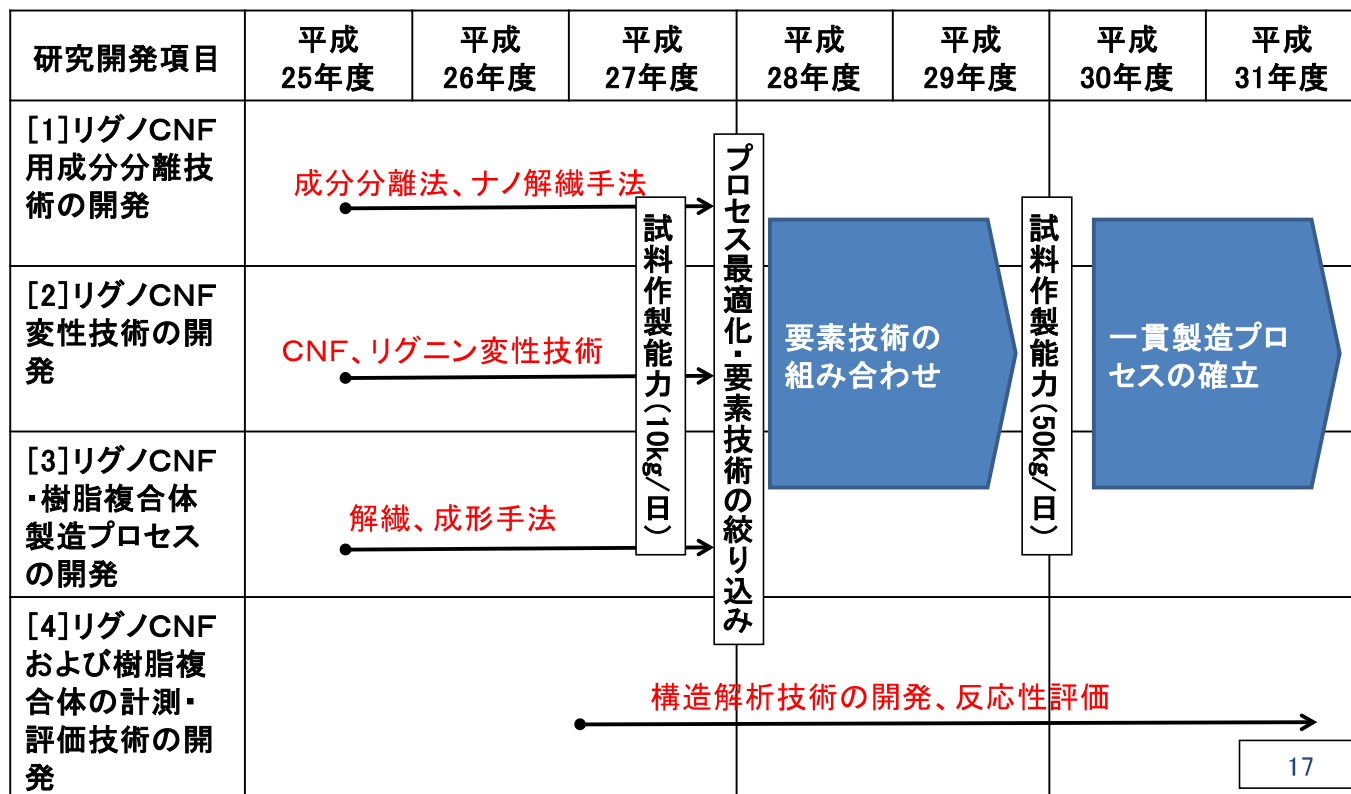 研究開発項目
平成
25年度
平成
26年度
平成
27年度
平成
28年度
平成
29年度
平成
30年度
平成
31年度
[1]リグノCNF
用成分分離技
術の開発
成分分離法、ナノ解繊手法
[2]リグノCNF
変性技術の開
発
CNF、リグニン変性技術
[3]リグノCNF
・樹脂複合体
製造プロセス
の開発
解繊、成形手法
試料作製能力(10kg/日)
プロセス最適化・要素技術の絞り込み
要素技術の
組み合わせ
試料作製能力(50kg/日)
一貫製造プロ
セスの確立
[4]リグノCNF
および樹脂複
合体の計測・
評価技術の開
発
構造解析技術の開発、反応性評価
17